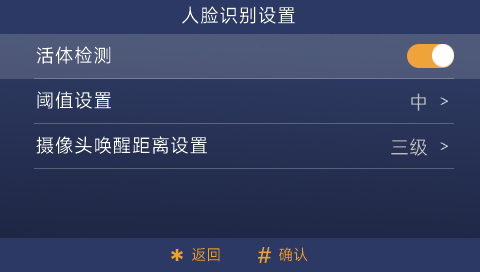 人脸识别设置
活体检测
阈值设置 中 >
摄像头唤醒距离设置 三级 >
* 返回 # 确认